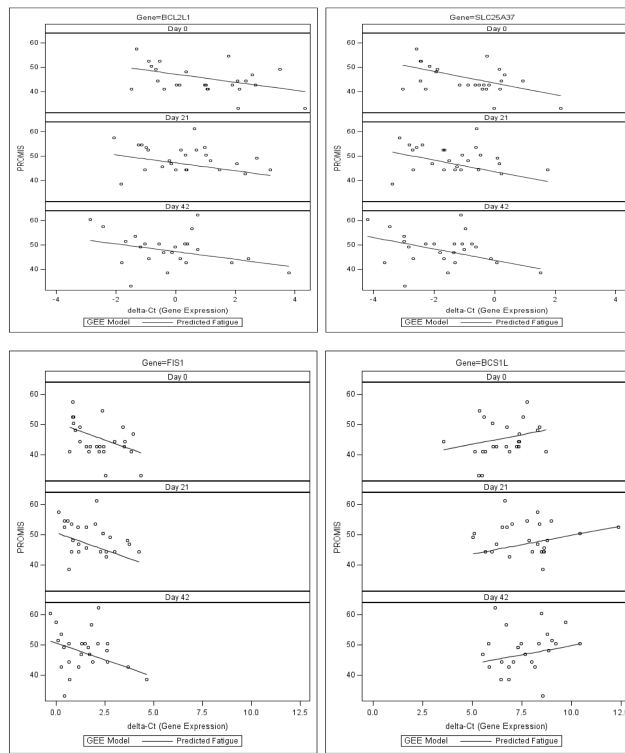 Gene=BCL2L1
Day 0
60
50
40
Day 21
PROMIS
60
50
40
Day 42
60
50
40
-4 -2 0 2 4
delta-Ct (Gene Expression)
GEE Model Predicted Fatigue
Gene=SLC25A37
Day 0
60
50
40
Day 21
PROMIS
60
50
40
Day 42
60
50
40
-4 -2 0 2 4
delta-Ct (Gene Expression)
GEE Model Predicted Fatigue
Gene=FIS1
Day 0
60
50
40
Day 21
PROMIS
60
50
40
Day 42
60
50
40
0.0 2.5 5.0 7.5 10.0 12.5
delta-Ct (Gene Expression)
GEE Model Predicted Fatigue
Gene=BCS1L
Day 0
60
50
40
Day 21
PROMIS
60
50
40
Day 42
60
50
40
0.0 2.5 5.0 7.5 10.0 12.5
delta-Ct (Gene Expression)
GEE Model Predicted Fatigue